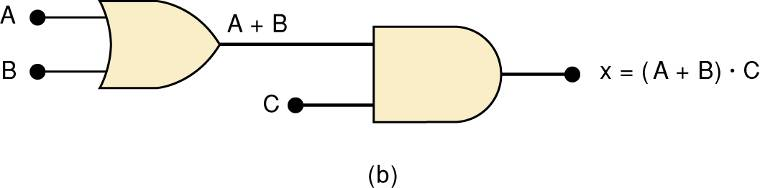 A
A + B
B
C
x = (A + B) · C
(b)